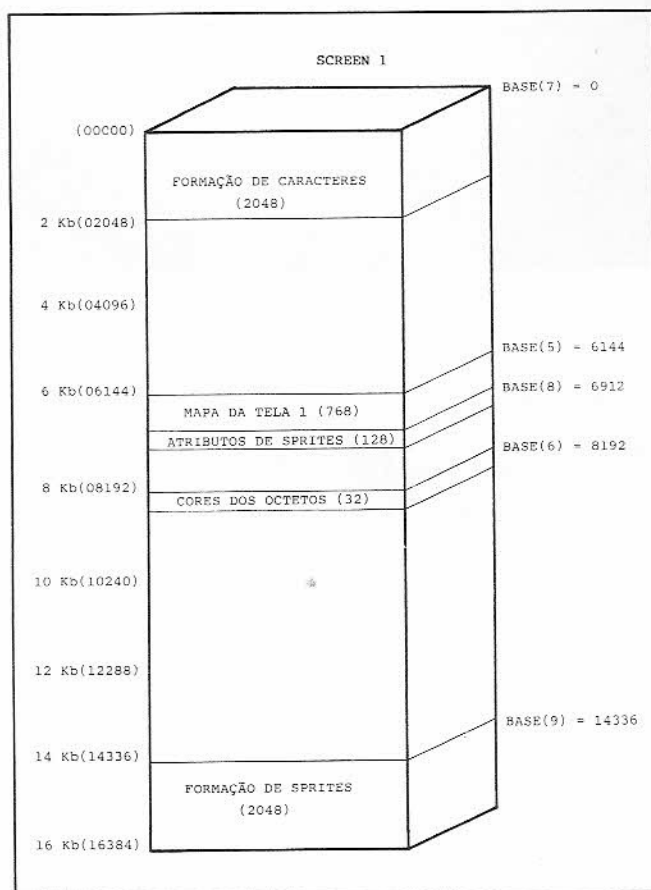 SCREEN 1
BASE(7) = 0
(00C00)
FORMAÇÃO DE CARACTERES
(2048)
2 Kb(02048)
4 Kb(04096)
BASE(5) = 6144
6 Kb(06144)
BASE(8) = 6912
MAPA DA TELA 1 (768)
ATRIBUTOS DE SPRITES (128)
BASE(6) = 8192
8 Kb(08192)
CORES DOS OCTETOS (32)
10 Kb(10240)
12 Kb(12288)
BASE(9) = 14336
14 Kb(14336)
FORMAÇÃO DE SPRITES
(2048)
16 Kb(16384)